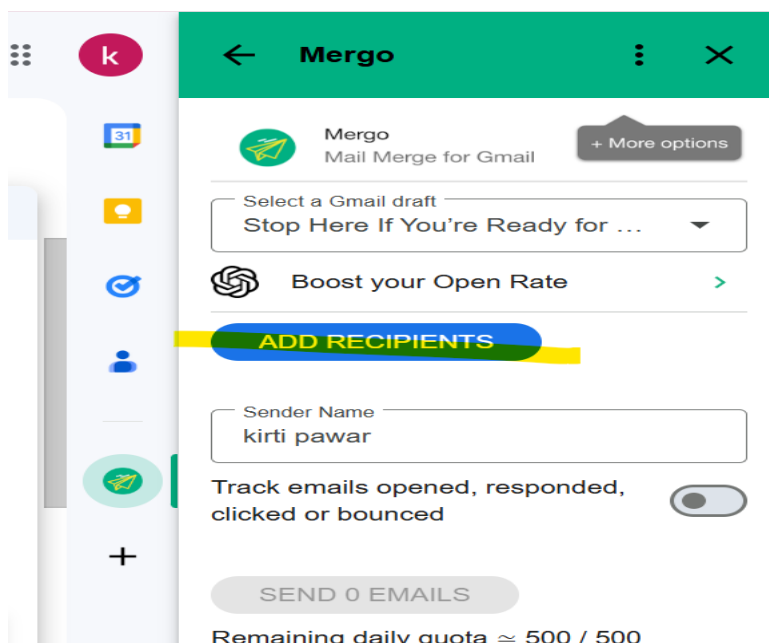 k
Mergo
31
Mergo
Mail Merge for Gmail
+ More options
Select a Gmail draft
Stop Here If You’re Ready for ...
Boost your Open Rate
ADD RECIPIENTS
Sender Name
kirti pawar
Track emails opened, responded,
clicked or bounced
SEND 0 EMAILS
Remaining daily quota ≃ 500 / 500